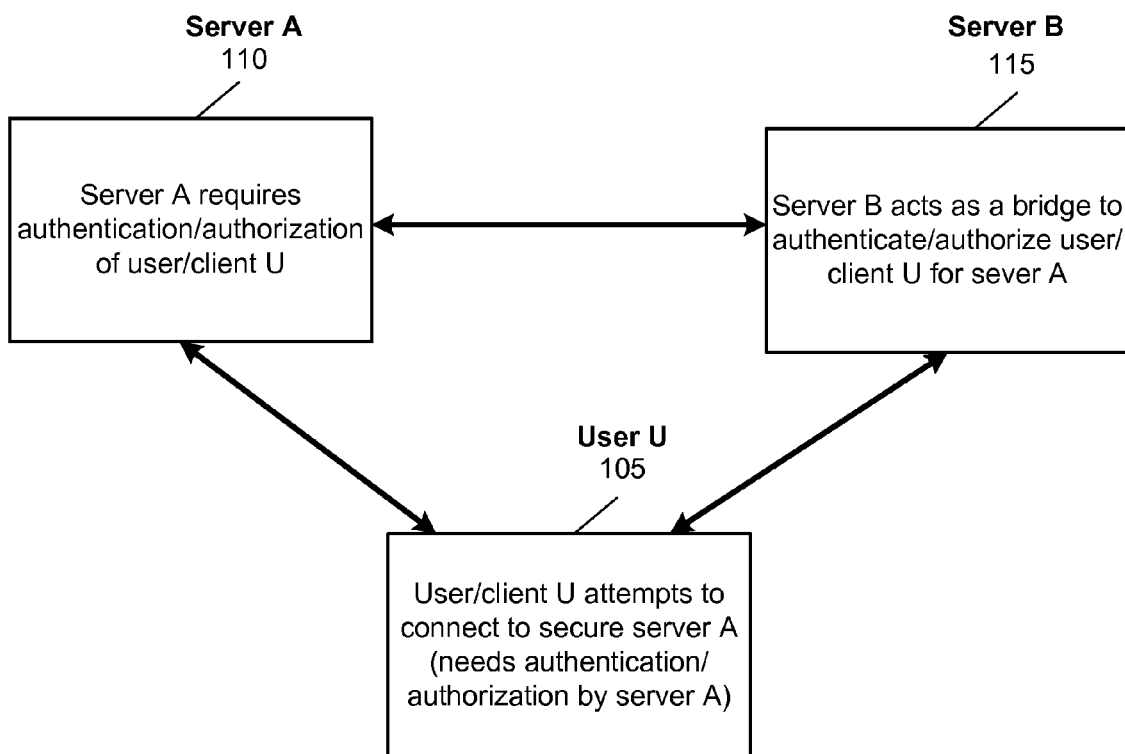 Server A
110
Server B
115
Server A requires
authentication/authorization
of user/client U
Server B acts as a bridge to
authenticate/authorize user/
client U for sever A
User U
105
User/client U attempts to
connect to secure server A
(needs authentication/
authorization by server A)